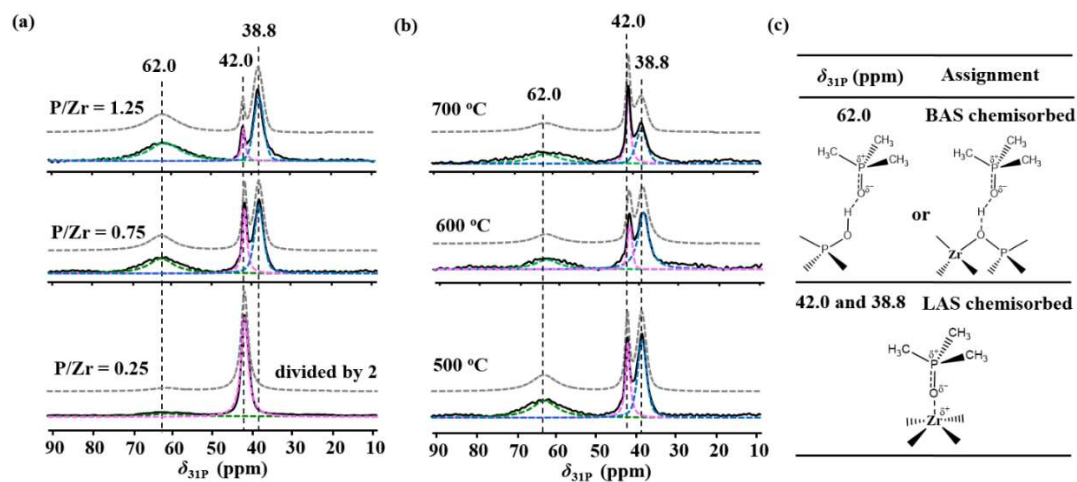 (a)
38.8
42.0
62.0
P/Zr = 1.25
P/Zr = 0.75
P/Zr = 0.25
divided by 2
90 80 70 60 50 40 30 20 10
δ31P (ppm)
(b)
42.0
38.8
62.0
700 °C
600 °C
500 °C
90 80 70 60 50 40 30 20 10
δ31P (ppm)
(c)
δ31P (ppm) Assignment
62.0 BAS chemisorbed
CH3 CH3
H3C P δ+ CH3 H3C P δ+ CH3
O δ− O δ−
H H
O or O
P Zr P
42.0 and 38.8 LAS chemisorbed
CH3
H3C P δ+ CH3
O δ−
Zr δ+